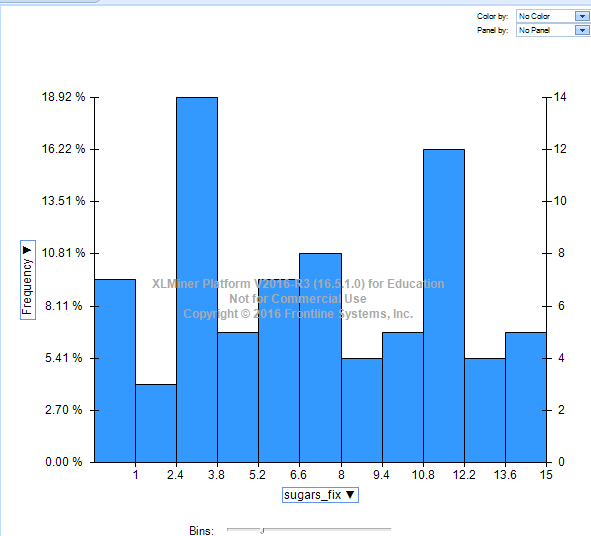 Color by: No Color
Panel by: No Panel
18.92 % 14
16.22 % 12
13.51 % 10
10.81 % 8
8.11 % 6
5.41 % 4
2.70 % 2
0.00 % 0
Frequency ▼
XLMiner Platform V2016-R3 (16.5.1.0) for Education
Not for Commercial Use
Copyright © 2016 Frontline Systems, Inc.
1 2.4 3.8 5.2 6.6 8 9.4 10.8 12.2 13.6 15
sugars_fix ▼
Bins: